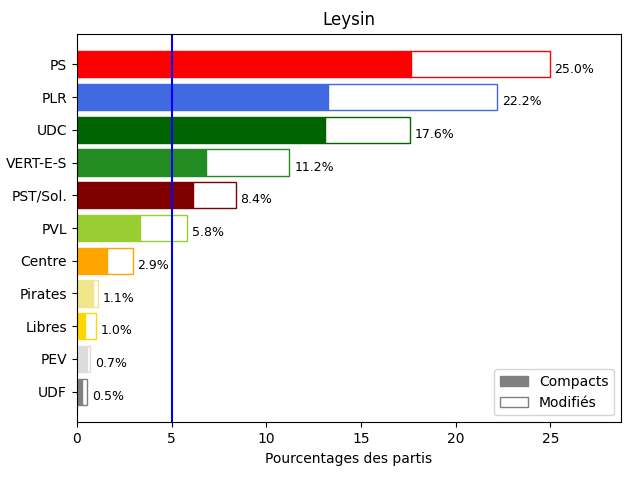 Leysin
PS 25.0%
PLR 22.2%
UDC 17.6%
VERT-E-S 11.2%
PST/Sol. 8.4%
PVL 5.8%
Centre 2.9%
Pirates 1.1%
Libres 1.0%
PEV 0.7%
UDF 0.5%
Compacts
Modifiés
0 5 10 15 20 25
Pourcentages des partis